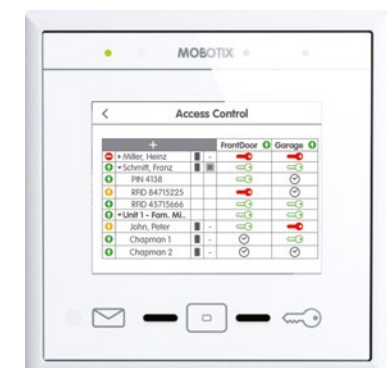 MOBOTIX
< Access Control
+ FrontDoor Garage
Miller, Heinz -
Schmitt, Franz
PIN 4138
RFID 84715225
RFID 45715666
Unit 1 - Fam. Mi..
John, Peter -
Chapman 1 -
Chapman 2 -